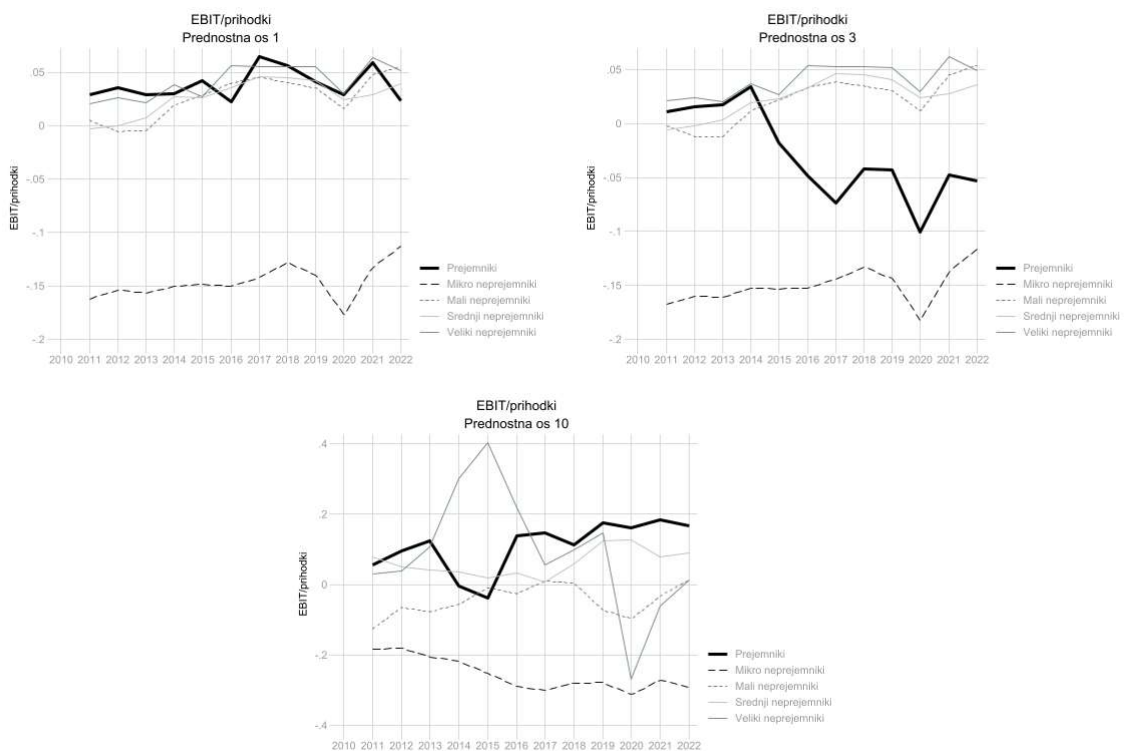 EBIT/prihodki
Prednostna os 1
.05
0
-.05
-.1
-.15
-.2
EBIT/prihodki
2010 2011 2012 2013 2014 2015 2016 2017 2018 2019 2020 2021 2022
Prejemniki
Mikro neprejemniki
Mali neprejemniki
Srednji neprejemniki
Veliki neprejemniki
EBIT/prihodki
Prednostna os 3
.05
0
-.05
-.1
-.15
-.2
EBIT/prihodki
2010 2011 2012 2013 2014 2015 2016 2017 2018 2019 2020 2021 2022
Prejemniki
Mikro neprejemniki
Mali neprejemniki
Srednji neprejemniki
Veliki neprejemniki
EBIT/prihodki
Prednostna os 10
.4
.2
0
-.2
-.4
EBIT/prihodki
2010 2011 2012 2013 2014 2015 2016 2017 2018 2019 2020 2021 2022
Prejemniki
Mikro neprejemniki
Mali neprejemniki
Srednji neprejemniki
Veliki neprejemniki